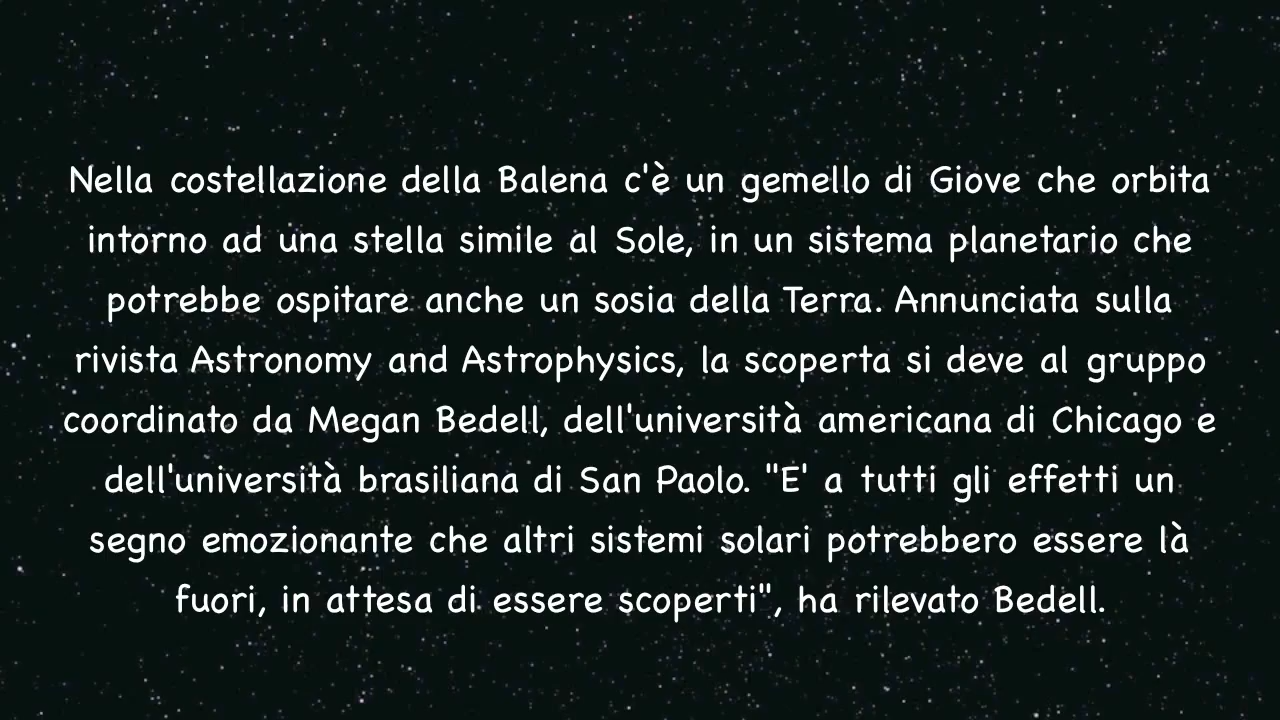 Nella costellazione della Balena c'è un gemello di Giove che orbita
intorno ad una stella simile al Sole, in un sistema planetario che
potrebbe ospitare anche un sosia della Terra. Annunciata sulla
rivista Astronomy and Astrophysics, la scoperta si deve al gruppo
coordinato da Megan Bedell, dell'università americana di Chicago e
dell'università brasiliana di San Paolo. "E' a tutti gli effetti un
segno emozionante che altri sistemi solari potrebbero essere là
fuori, in attesa di essere scoperti", ha rilevato Bedell.